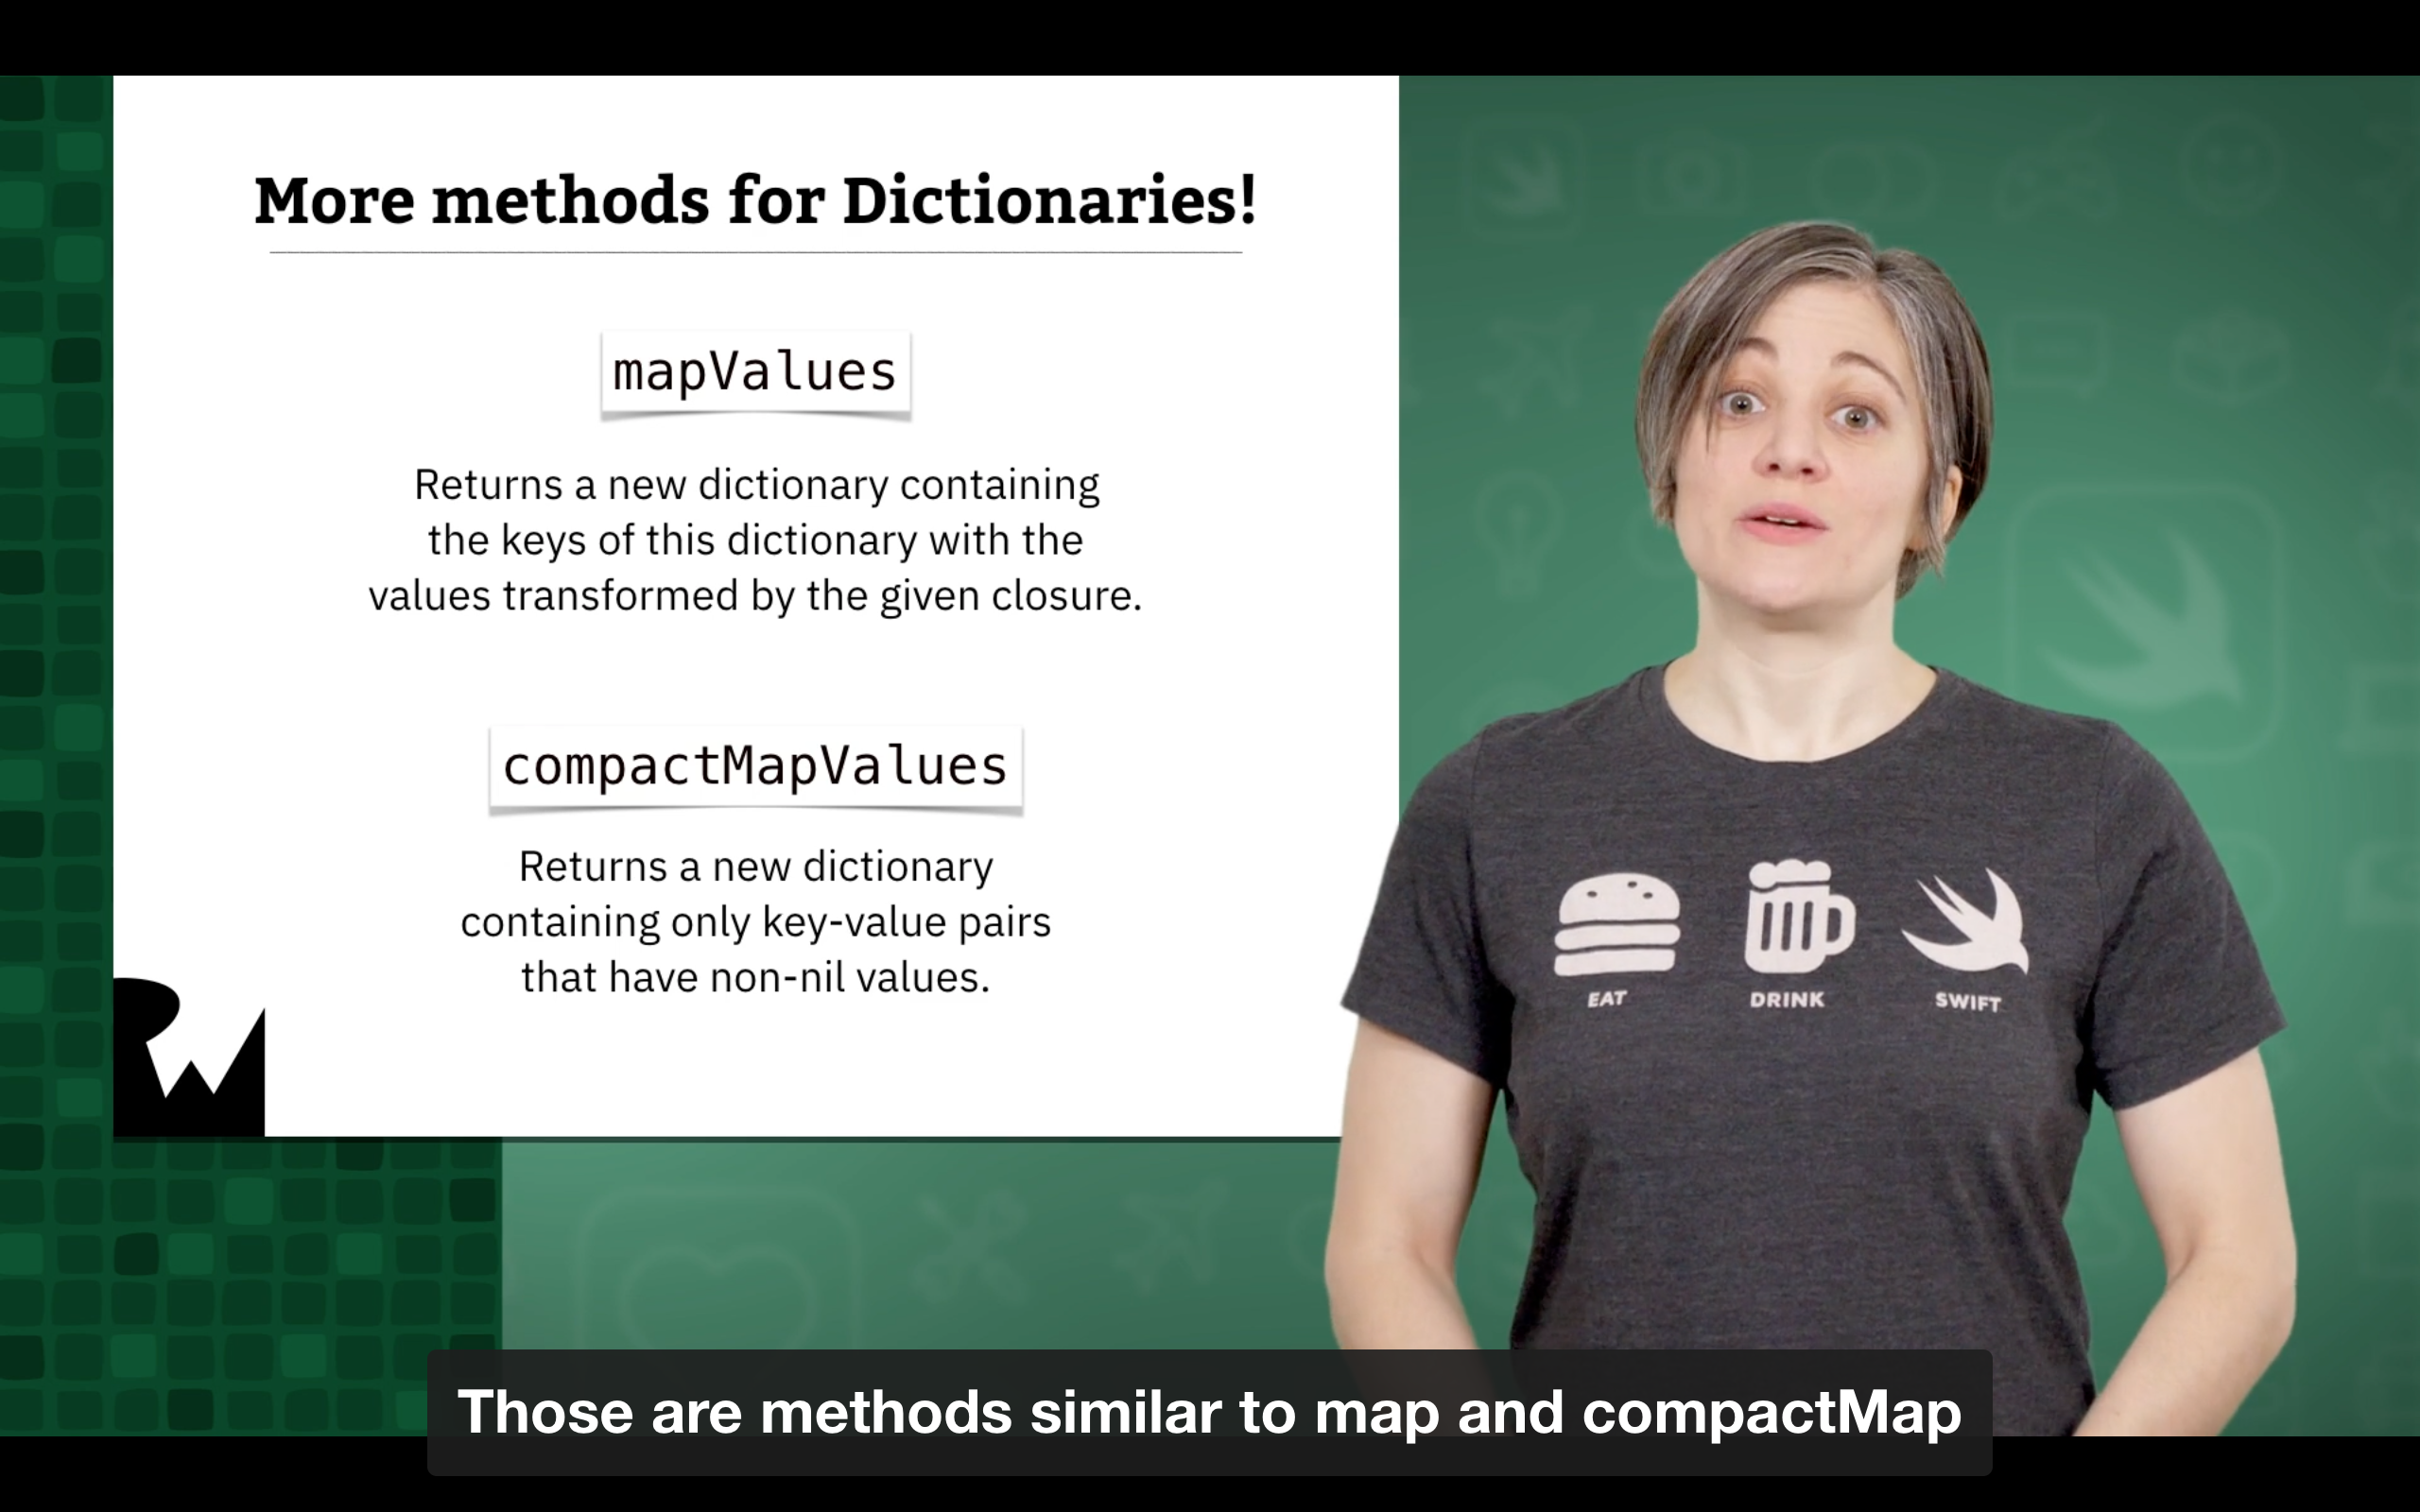 More methods for Dictionaries!
mapValues
Returns a new dictionary containing
the keys of this dictionary with the
values transformed by the given closure.
compactMapValues
Returns a new dictionary
containing only key-value pairs
that have non-nil values.
RW
EAT DRINK SWIFT
Those are methods similar to map and compactMap